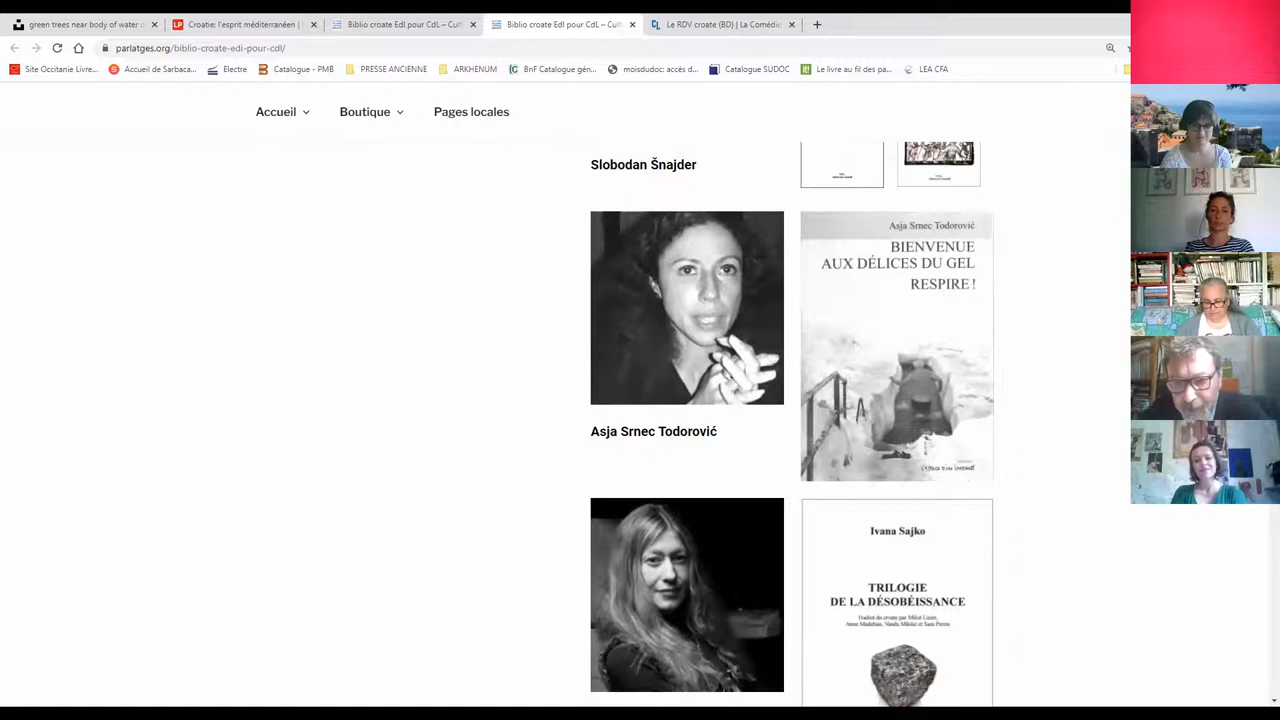 green trees near body of water
Croatie: l'esprit méditerranéen |
Biblio croate EdI pour CdL – Cult
Biblio croate EdI pour CdL – Cult
Le RDV croate (BD) | La Comédie
parlatges.org/biblio-croate-edi-pour-cdl/
Site Occitanie Livre...
Accueil de Sarbaca...
Electre
Catalogue - PMB
PRESSE ANCIENNE
ARKHENUM
BnF Catalogue gén...
moisdudoc: accès d...
Catalogue SUDOC
Le livre au fil des pa...
LEA CFA
Accueil
Boutique
Pages locales
Slobodan Šnajder
Asja Srnec Todorović
BIENVENUE
AUX DÉLICES DU GEL
RESPIRE !
Asja Srnec Todorović
Ivana Sajko
TRILOGIE
DE LA DÉSOBÉISSANCE